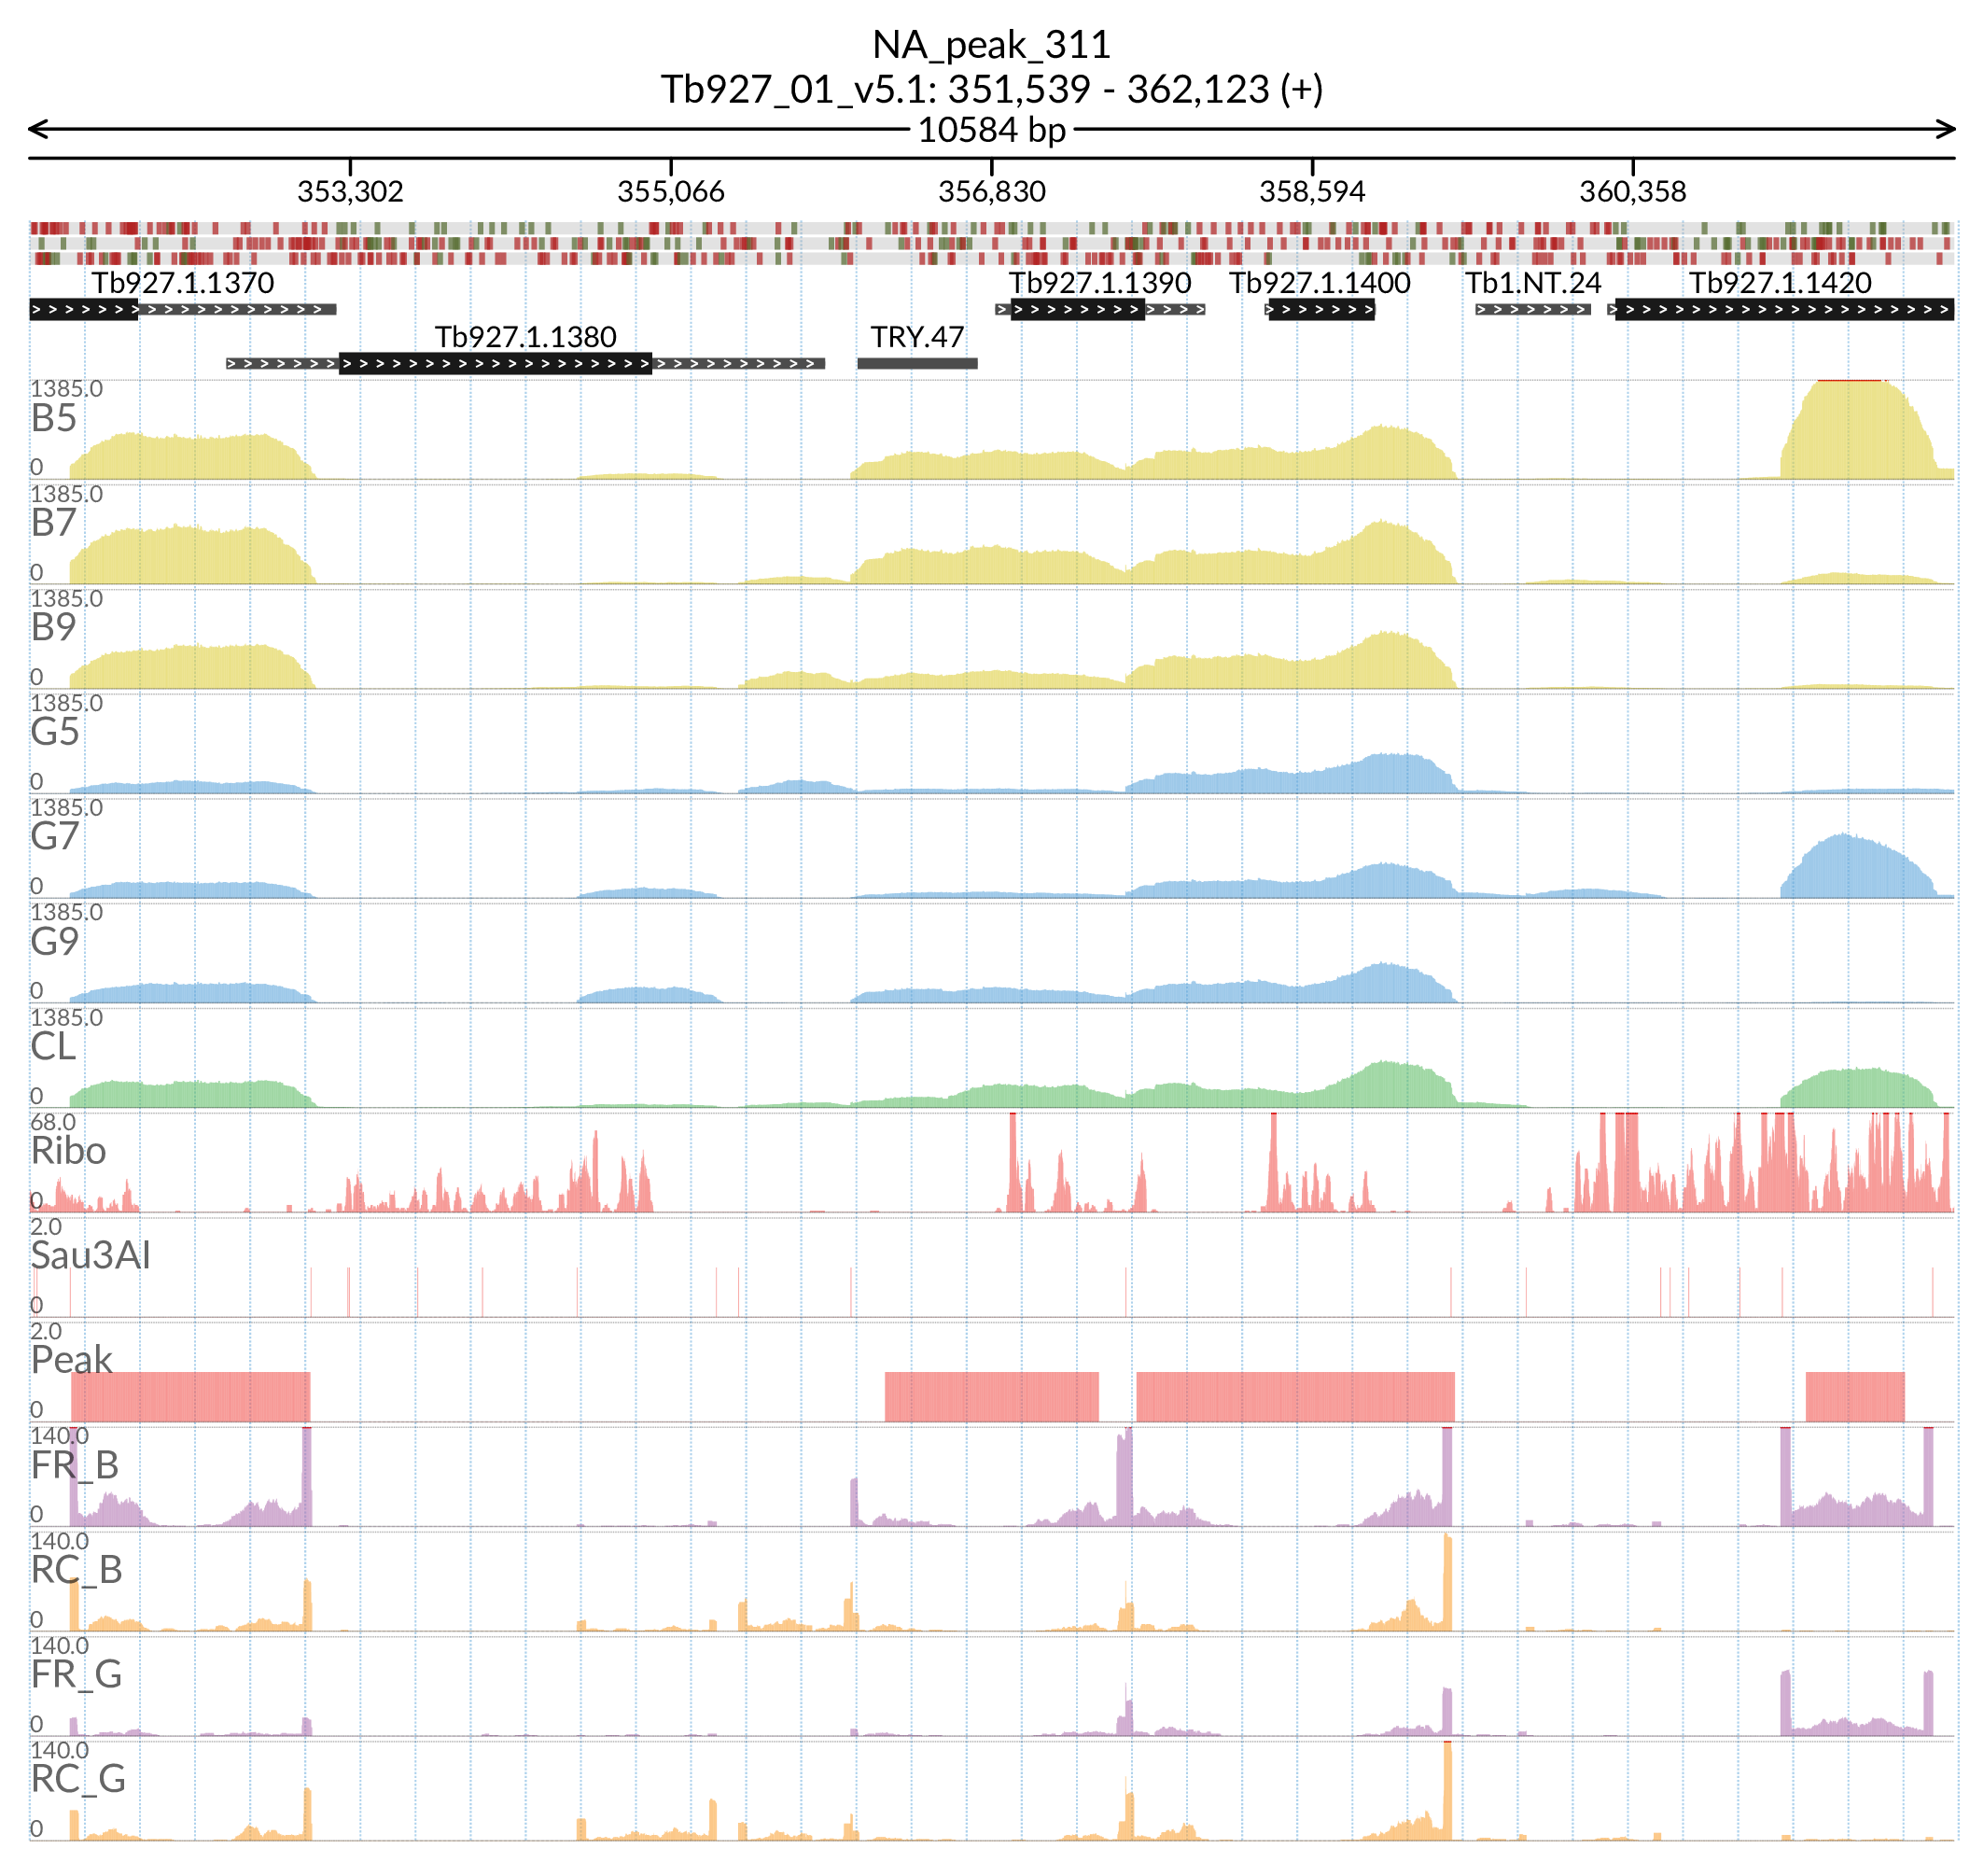 NA_peak_311
Tb927_01_v5.1: 351,539 - 362,123 (+)
10584 bp
353,302 355,066 356,830 358,594 360,358
Tb927.1.1370 Tb927.1.1390 Tb927.1.1400 Tb1.NT.24 Tb927.1.1420
Tb927.1.1380 TRY.47
1385.0
B5
0
1385.0
B7
0
1385.0
B9
0
1385.0
G5
0
1385.0
G7
0
1385.0
G9
0
1385.0
CL
0
68.0
Ribo
0
2.0
Sau3AI
0
2.0
Peak
0
140.0
FR_B
0
140.0
RC_B
0
140.0
FR_G
0
140.0
RC_G
0